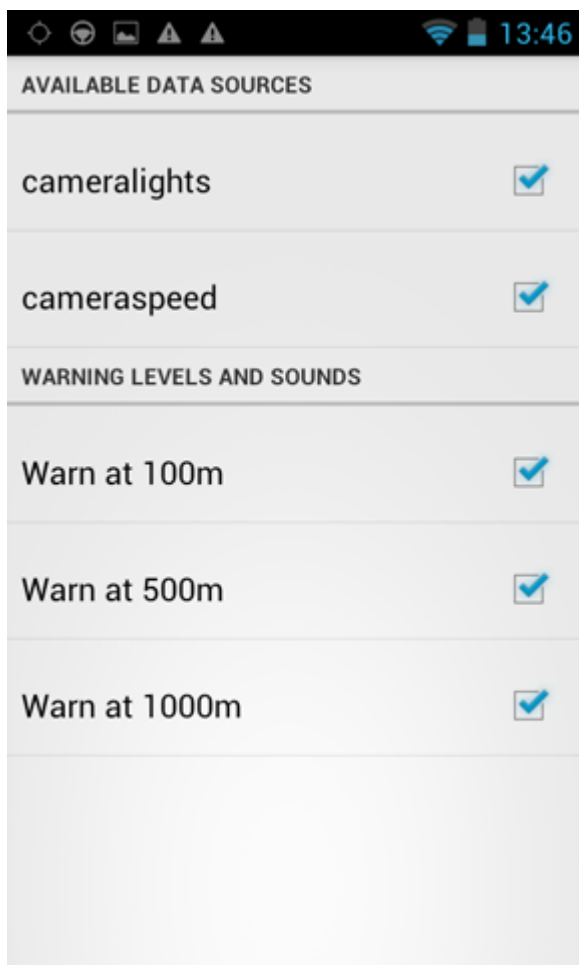 13:46
AVAILABLE DATA SOURCES
cameralights
cameraspeed
WARNING LEVELS AND SOUNDS
Warn at 100m
Warn at 500m
Warn at 1000m